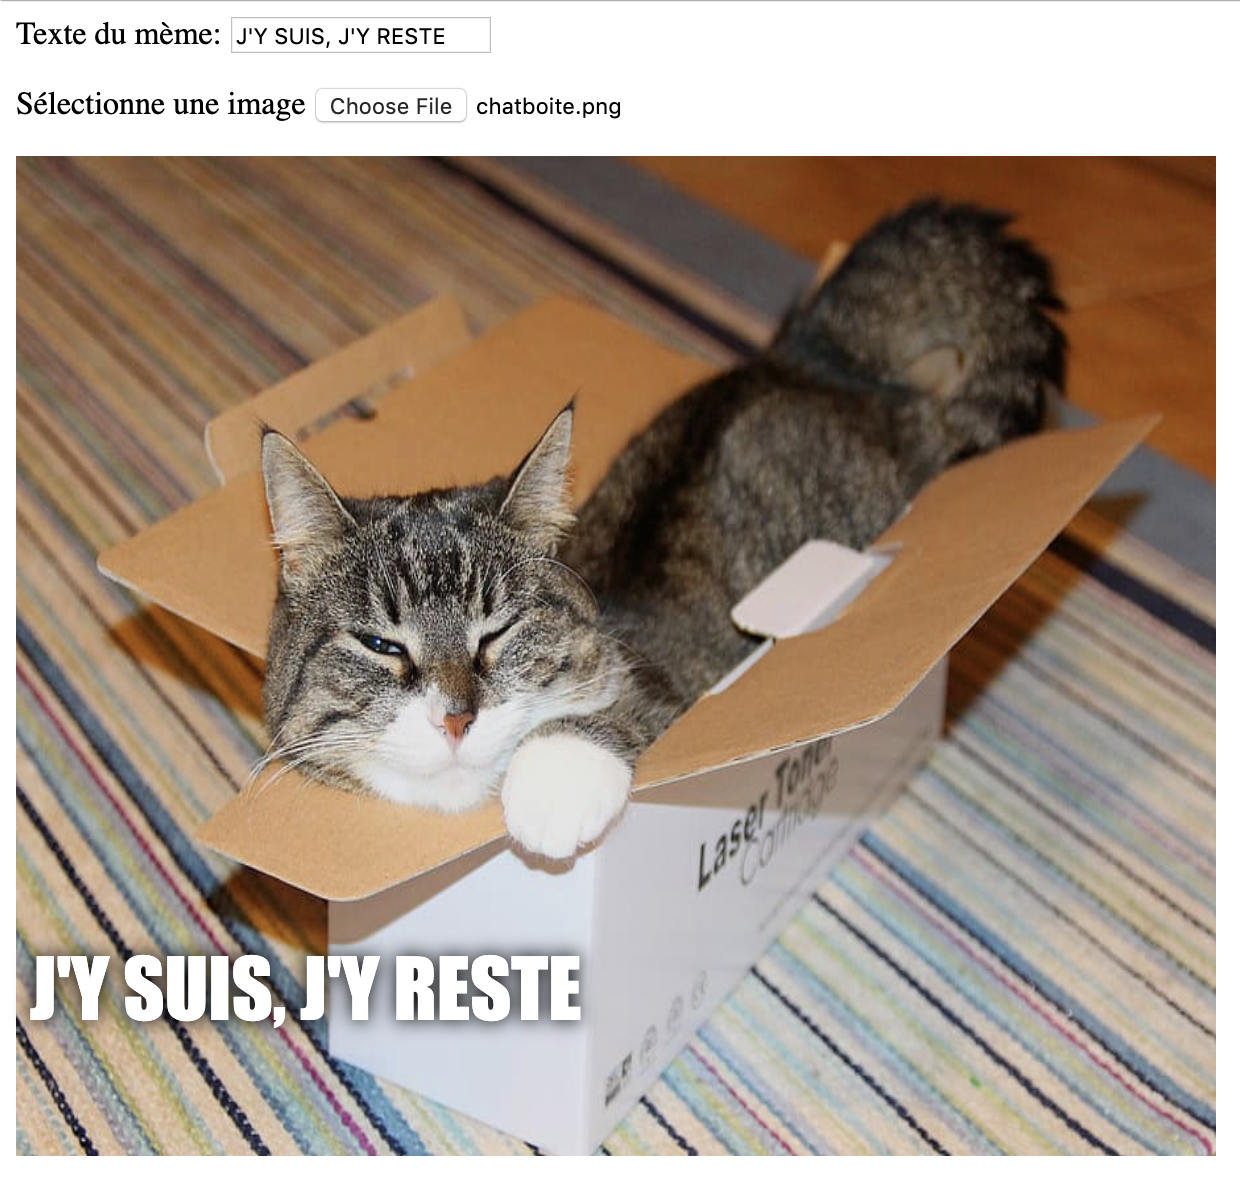 Texte du mème: J'Y SUIS, J'Y RESTE
Sélectionne une image Choose File chatboite.png
Laser Toner
Cartridge
J'Y SUIS, J'Y RESTE